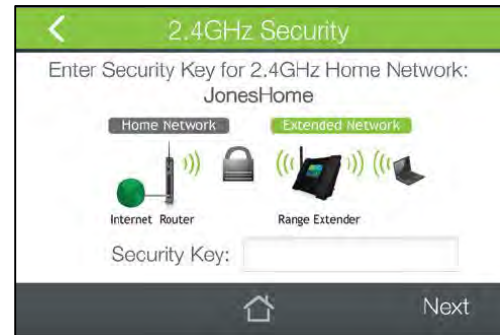 2.4GHz Security
Enter Security Key for 2.4GHz Home Network:
JonesHome
Home Network Extended Network
Internet Router Range Extender
Security Key:
Next